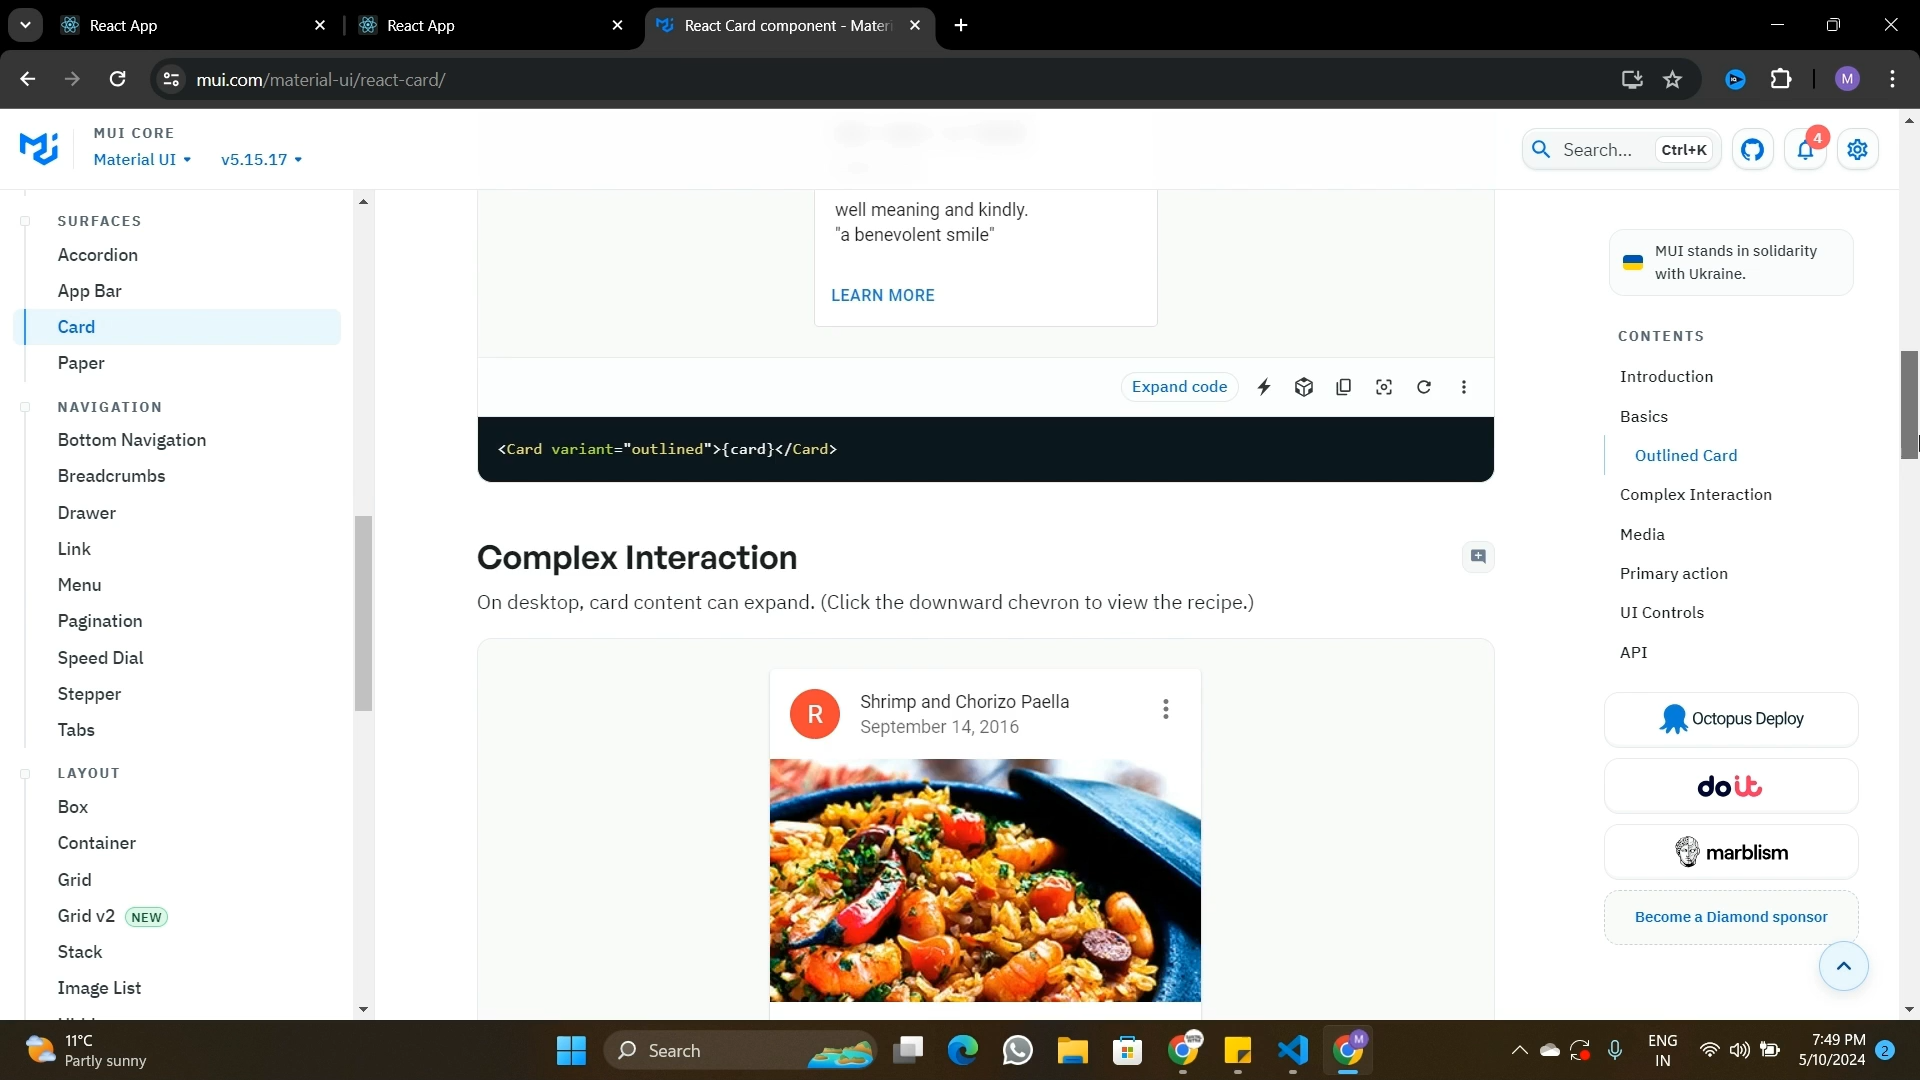 React App
React App
React Card component - Materi
mui.com/material-ui/react-card/
M
MUI CORE
Material UI
v5.15.17
Search...
Ctrl+K
4
SURFACES
Accordion
App Bar
Card
Paper
NAVIGATION
Bottom Navigation
Breadcrumbs
Drawer
Link
Menu
Pagination
Speed Dial
Stepper
Tabs
LAYOUT
Box
Container
Grid
Grid v2 NEW
Stack
Image List
well meaning and kindly.
"a benevolent smile"
LEARN MORE
Expand code
<Card variant="outlined">{card}</Card>
Complex Interaction
On desktop, card content can expand. (Click the downward chevron to view the recipe.)
R
Shrimp and Chorizo Paella
September 14, 2016
MUI stands in solidarity
with Ukraine.
CONTENTS
Introduction
Basics
Outlined Card
Complex Interaction
Media
Primary action
UI Controls
API
Octopus Deploy
doit
marblism
Become a Diamond sponsor
11°C
Partly sunny
Search
M
ENG
IN
7:49 PM
5/10/2024
2